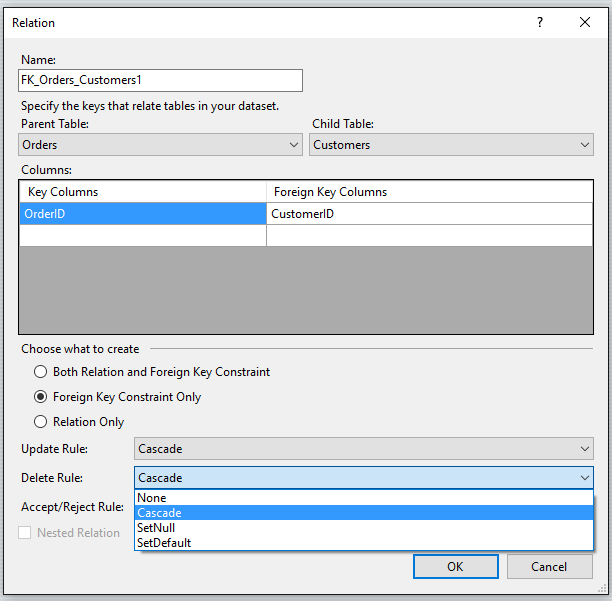 Relation ?
Name:
FK_Orders_Customers1
Specify the keys that relate tables in your dataset.
Parent Table: Child Table:
Orders Customers
Columns:
Key Columns Foreign Key Columns
OrderID CustomerID
Choose what to create
Both Relation and Foreign Key Constraint
Foreign Key Constraint Only
Relation Only
Update Rule: Cascade
Delete Rule: Cascade
None
Accept/Reject Rule: Cascade
SetNull
Nested Relation SetDefault
OK Cancel